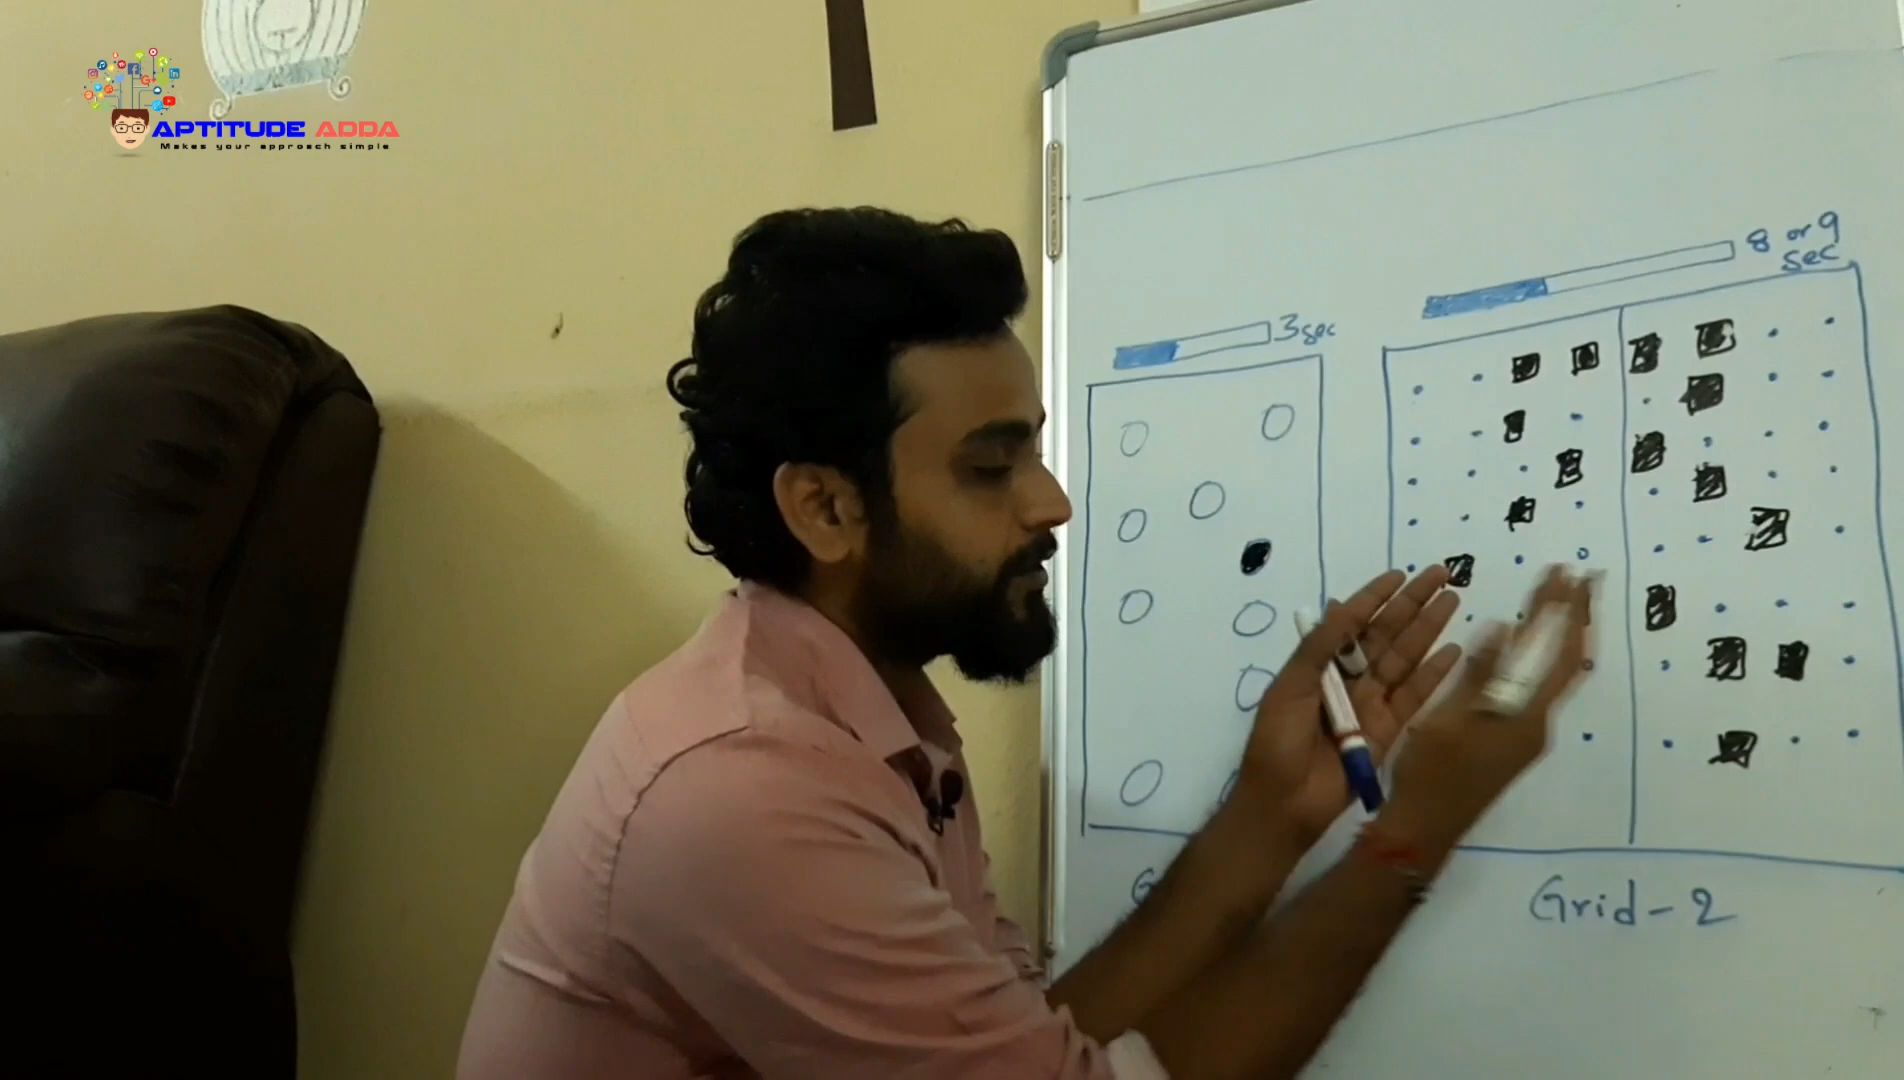 APTITUDE ADDA
Makes your approach simple
3sec
8 or 9
sec
Grid-2